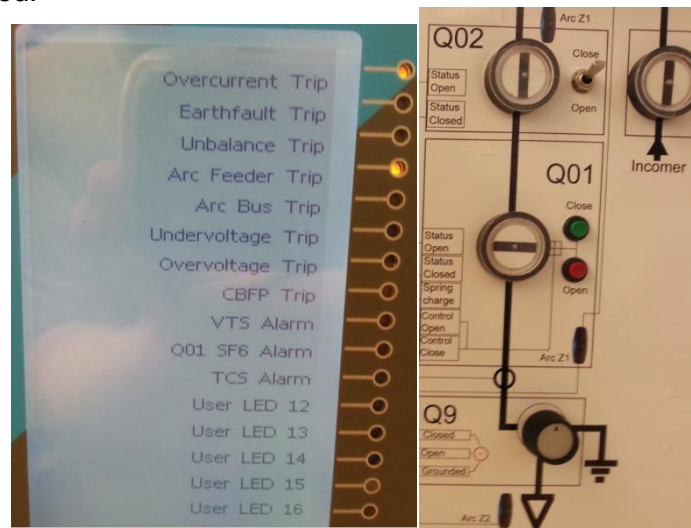 Overcurrent Trip
Earthfault Trip
Unbalance Trip
Arc Feeder Trip
Arc Bus Trip
Undervoltage Trip
Overvoltage Trip
CBFP Trip
VTS Alarm
Q01 SF6 Alarm
TCS Alarm
User LED 12
User LED 13
User LED 14
User LED 15
User LED 16
Arc Z1
Q02
Close
Status
Open
Status
Closed
Open
Incomer
Q01
Close
Status
Open
Status
Closed
Spring
charge
Open
Control
Open
Control
Close
Arc Z1
Q9
Closed
Open
Grounded
Arc Z2